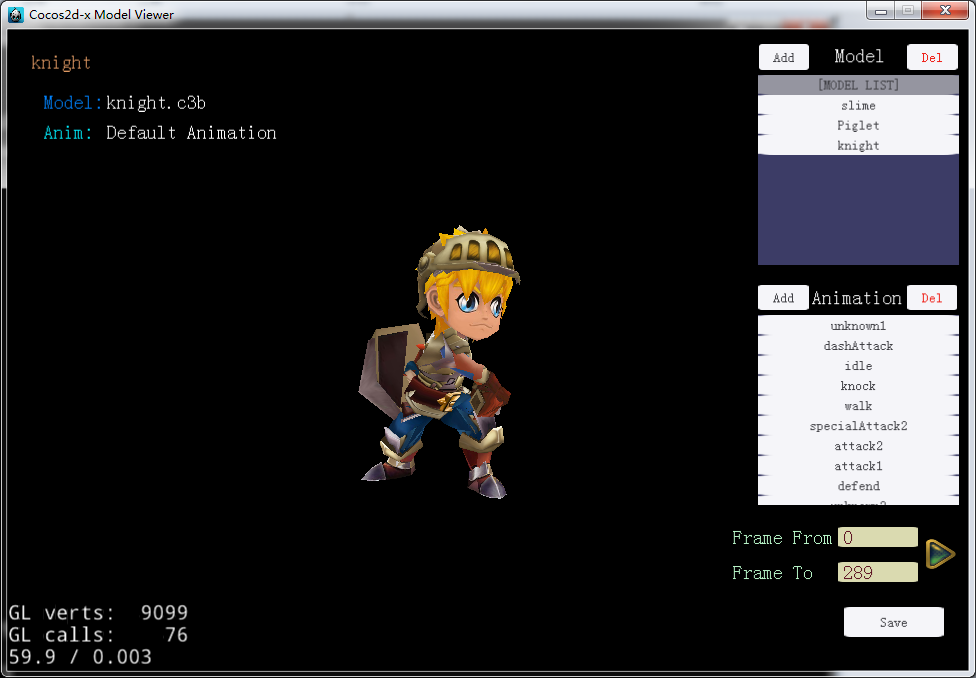 Cocos2d-x Model Viewer
knight
Model: knight.c3b
Anim: Default Animation
Add Model Del
[MODEL LIST]
slime
Piglet
knight
Add Animation Del
unknown1
dashAttack
idle
knock
walk
specialAttack2
attack2
attack1
defend
Frame From 0
Frame To 289
Save
GL verts: 9099
GL calls: 76
59.9 / 0.003